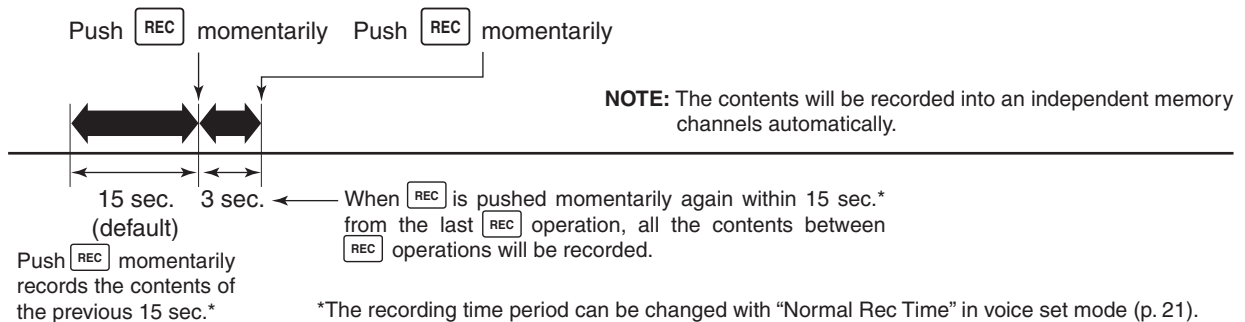 Push REC momentarily Push REC momentarily
NOTE: The contents will be recorded into an independent memory
channels automatically.
15 sec.
(default)
3 sec.
Push REC momentarily
records the contents of
the previous 15 sec.*
When REC is pushed momentarily again within 15 sec.*
from the last REC operation, all the contents between
REC operations will be recorded.
*The recording time period can be changed with “Normal Rec Time” in voice set mode (p. 21).